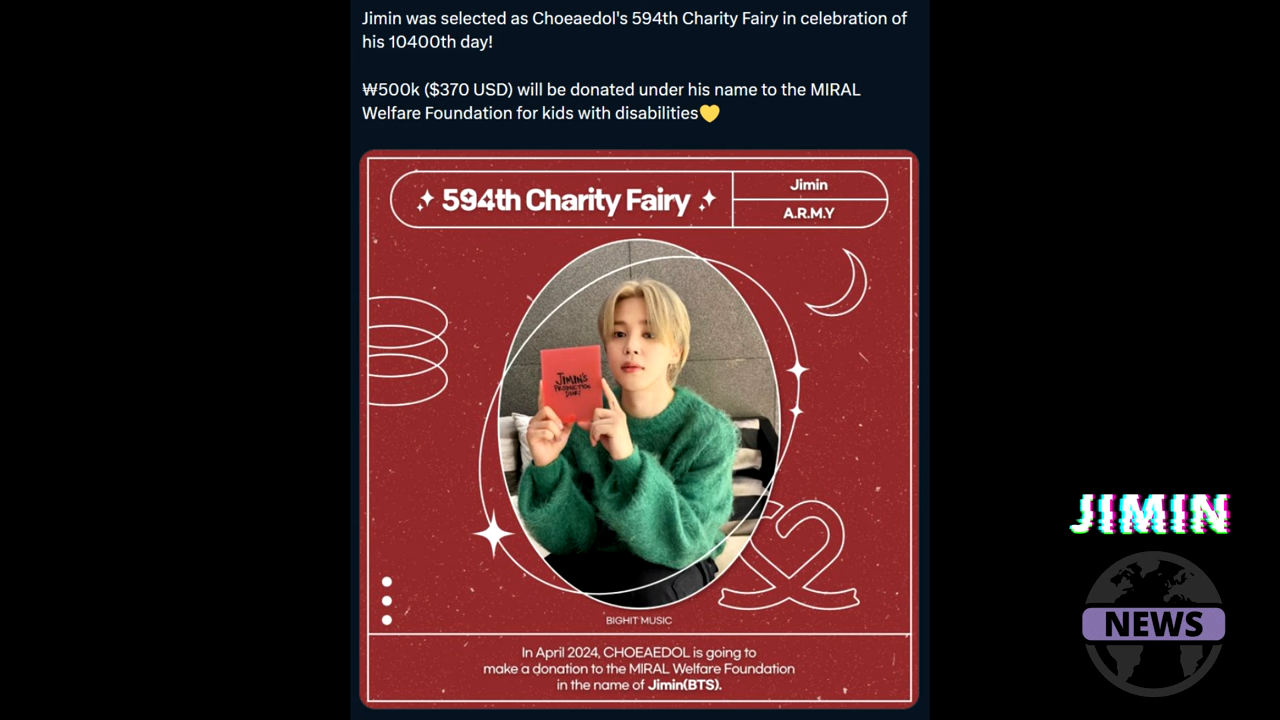 Jimin was selected as Choeaedol's 594th Charity Fairy in celebration of
his 10400th day!
₩500k ($370 USD) will be donated under his name to the MIRAL
Welfare Foundation for kids with disabilities💛
594th Charity Fairy
Jimin
A.R.M.Y
JIMIN'S
PRODUCTION
DIARY
BIGHIT MUSIC
In April 2024, CHOEAEDOL is going to
make a donation to the MIRAL Welfare Foundation
in the name of Jimin(BTS).
JIMIN
NEWS